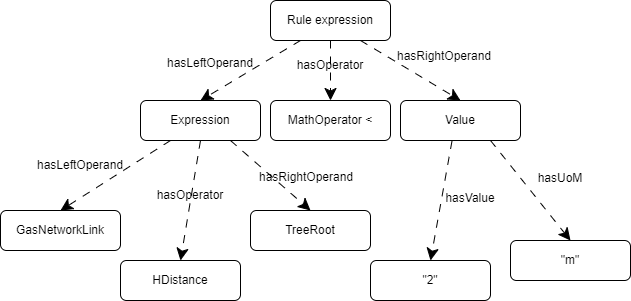 Rule expression
hasLeftOperand
hasOperator
hasRightOperand
Expression
MathOperator <
Value
hasLeftOperand
hasOperator
hasRightOperand
hasValue
hasUoM
GasNetworkLink
TreeRoot
HDistance
"2"
"m"